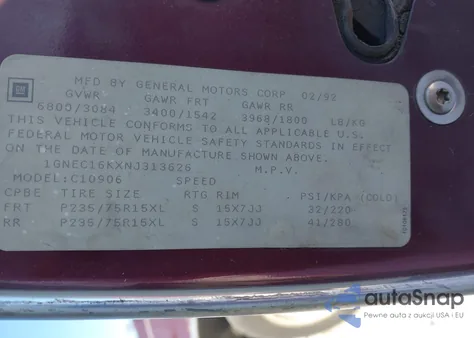 GM
MFD BY GENERAL MOTORS CORP 02/92
GVWR GAWR FRT GAWR RR
6800/3084 3400/1542 3968/1800 LB/KG
THIS VEHICLE CONFORMS TO ALL APPLICABLE U.S.
FEDERAL MOTOR VEHICLE SAFETY STANDARDS IN EFFECT
ON THE DATE OF MANUFACTURE SHOWN ABOVE.
1GNEC16KXNJ313626 M.P.V.
MODEL:C10906 SPEED
CPBE TIRE SIZE RTG RIM PSI/KPA (COLD)
FRT P235/75R15XL S 15X7JJ 32/220
RR P235/75R15XL S 15X7JJ 41/280
autoSnap
Pewne auta z aukcji USA i EU